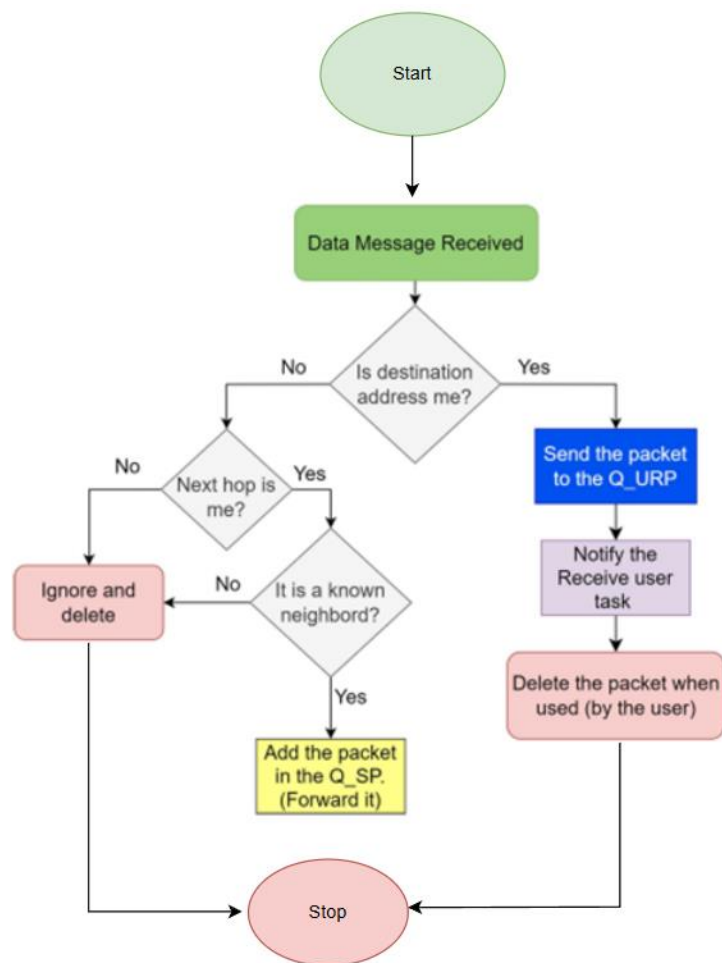 Start
Data Message Received
No
Is destination
address me?
Yes
No
Next hop is
me?
Yes
Send the packet
to the Q_URP
Ignore and
delete
No
It is a known
neighbord?
Notify the
Receive user
task
Yes
Delete the packet when
used (by the user)
Add the packet
in the Q_SP.
(Forward it)
Stop